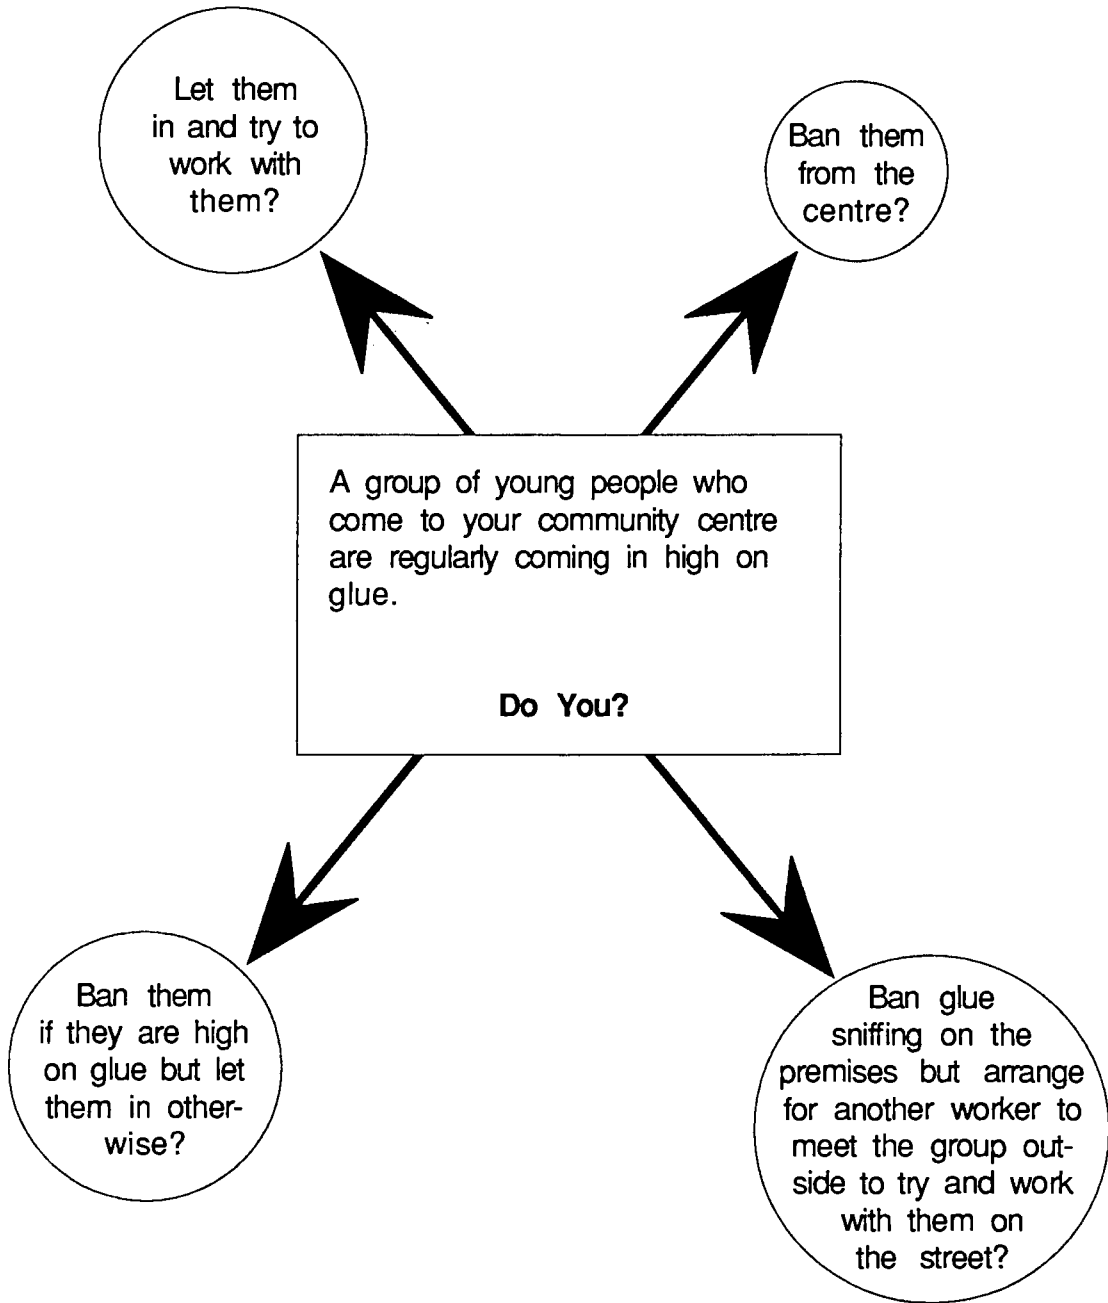 Let them
in and try to
work with
them?
Ban them
from the
centre?
A group of young people who
come to your community centre
are regularly coming in high on
glue.
Do You?
Ban them
if they are high
on glue but let
them in other-
wise?
Ban glue
sniffing on the
premises but arrange
for another worker to
meet the group out-
side to try and work
with them on
the street?